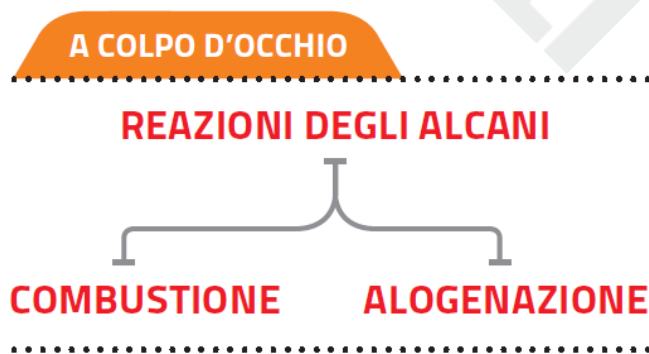 A COLPO D'OCCHIO
REAZIONI DEGLI ALCANI
COMBUSTIONE ALOGENAZIONE